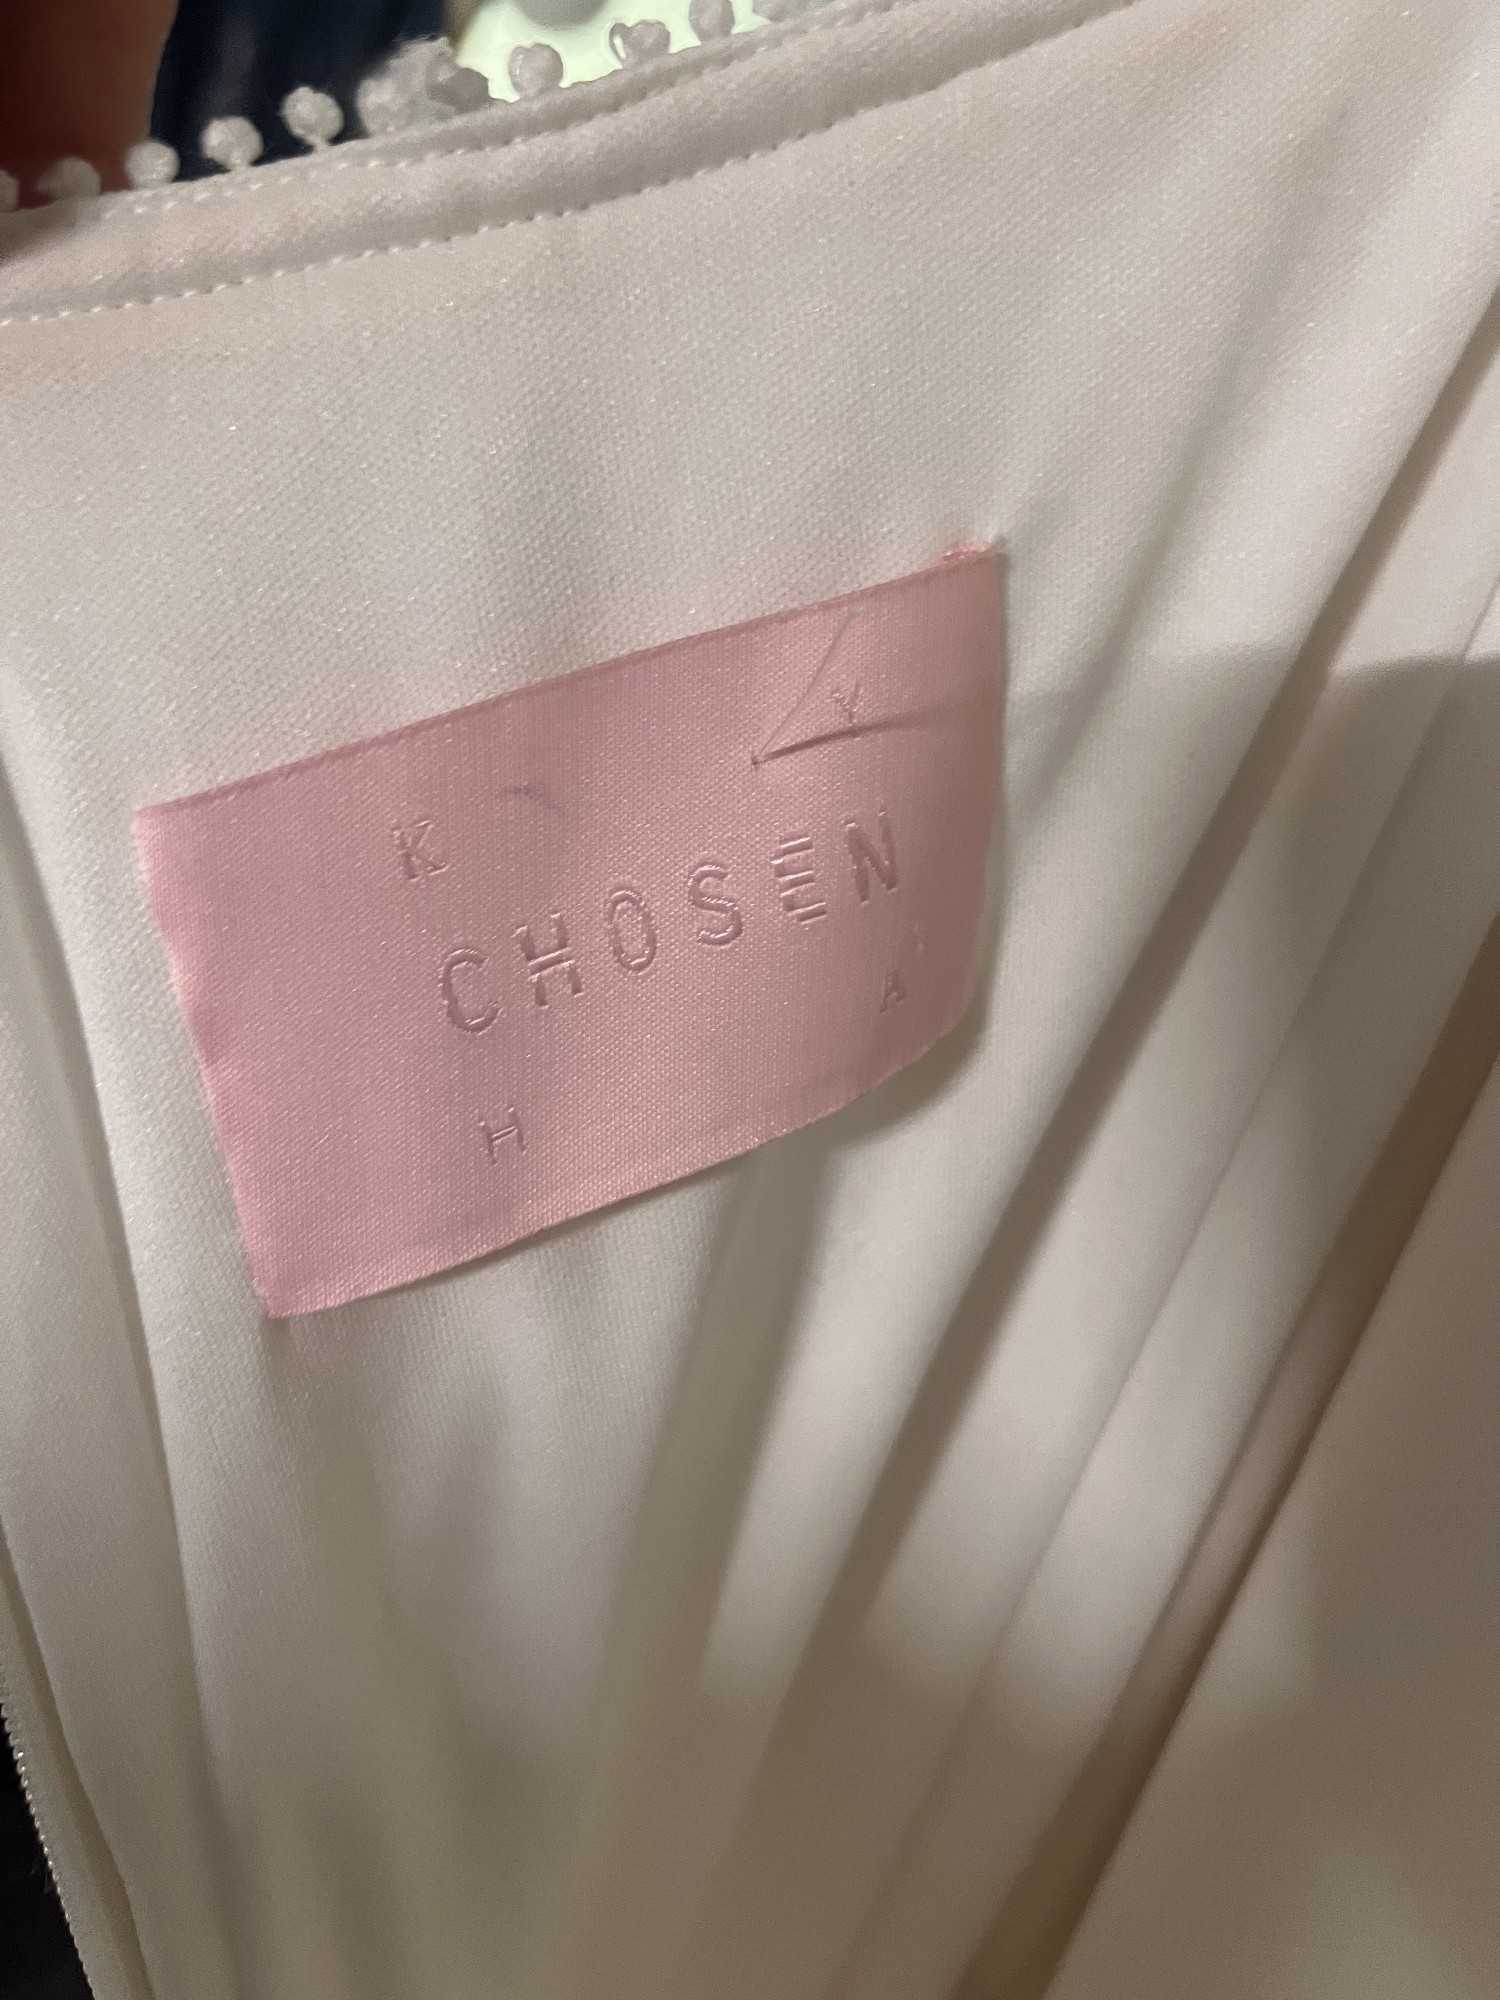 K Y
CHOSEN
H A